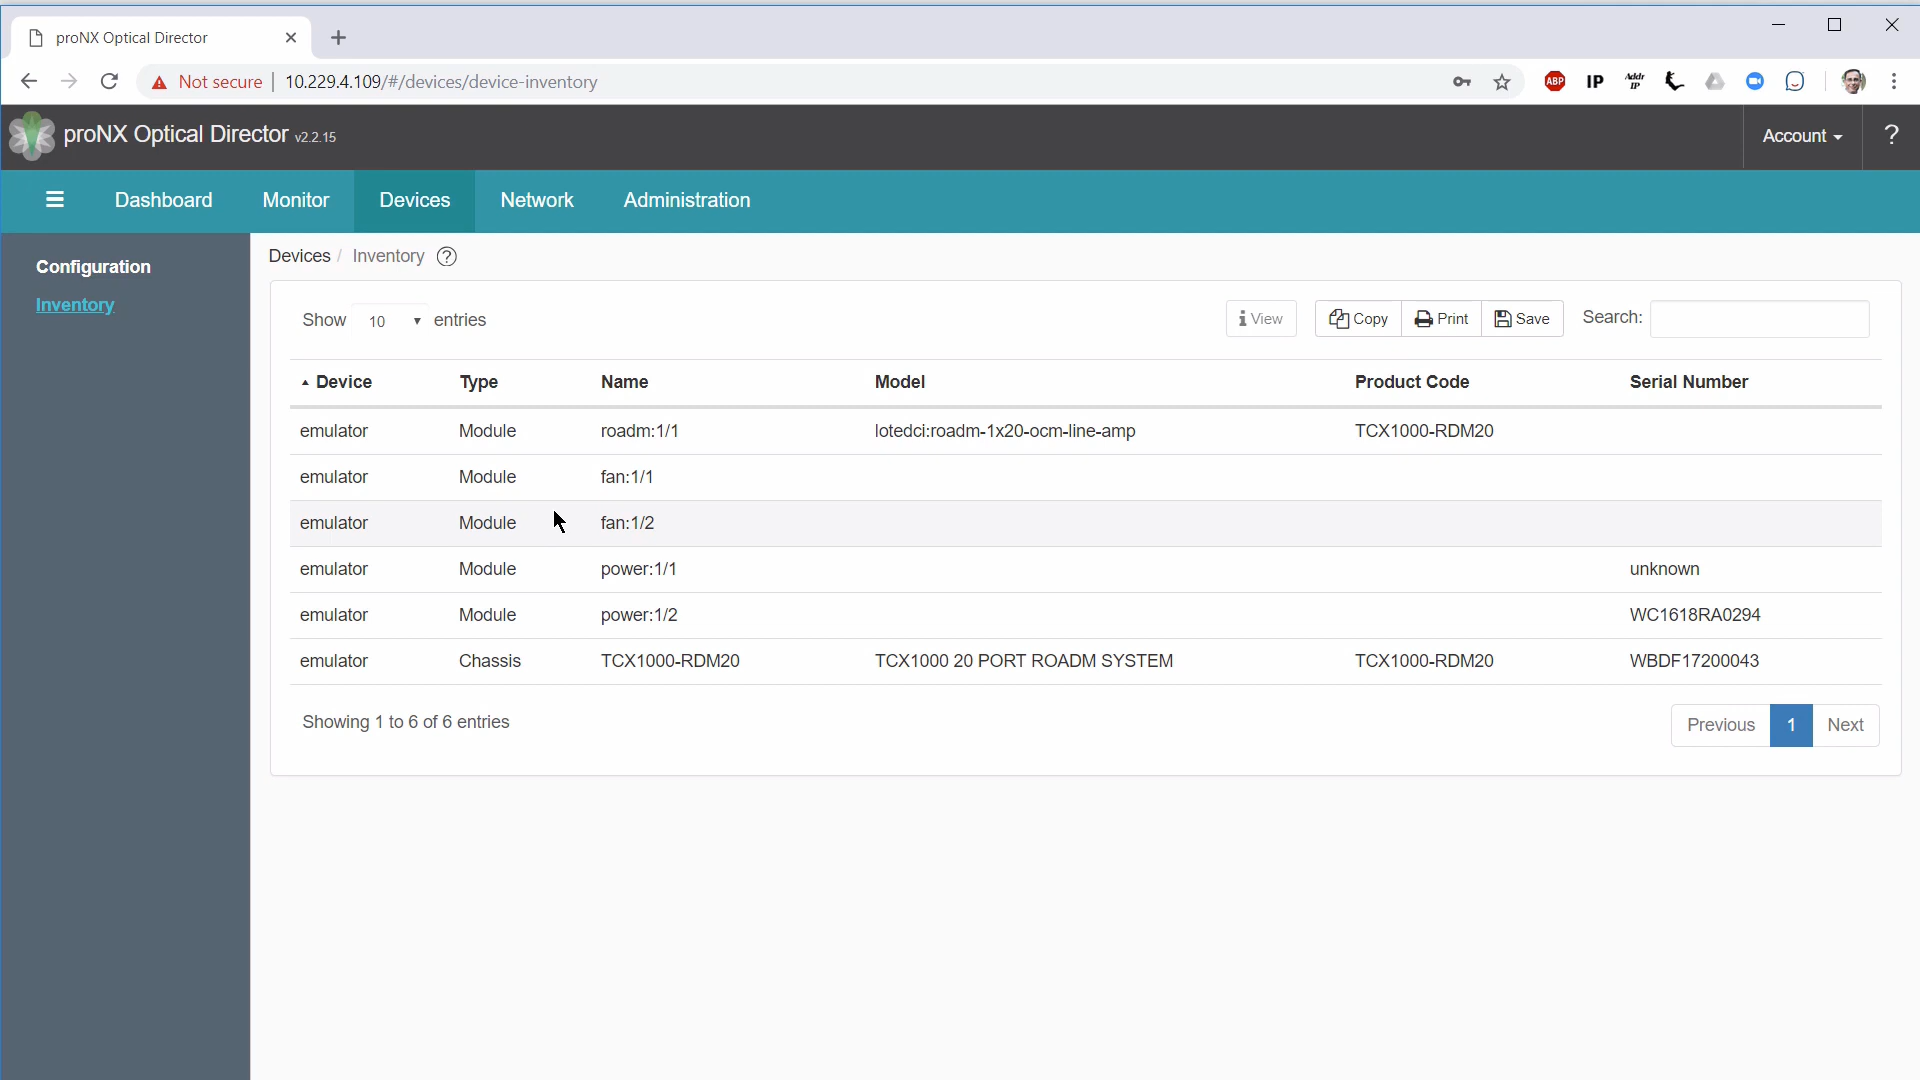 proNX Optical Director
Not secure | 10.229.4.109/#/devices/device-inventory
ABP IP Addr IP
proNX Optical Director v2.2.15
Account ?
Dashboard Monitor Devices Network Administration
Configuration
Inventory
Devices / Inventory ?
Show 10 entries
View Copy Print Save Search:
Device Type Name Model Product Code Serial Number
emulator Module roadm:1/1 lotedci:roadm-1x20-ocm-line-amp TCX1000-RDM20
emulator Module fan:1/1
emulator Module fan:1/2
emulator Module power:1/1 unknown
emulator Module power:1/2 WC1618RA0294
emulator Chassis TCX1000-RDM20 TCX1000 20 PORT ROADM SYSTEM TCX1000-RDM20 WBDF17200043
Showing 1 to 6 of 6 entries
Previous 1 Next